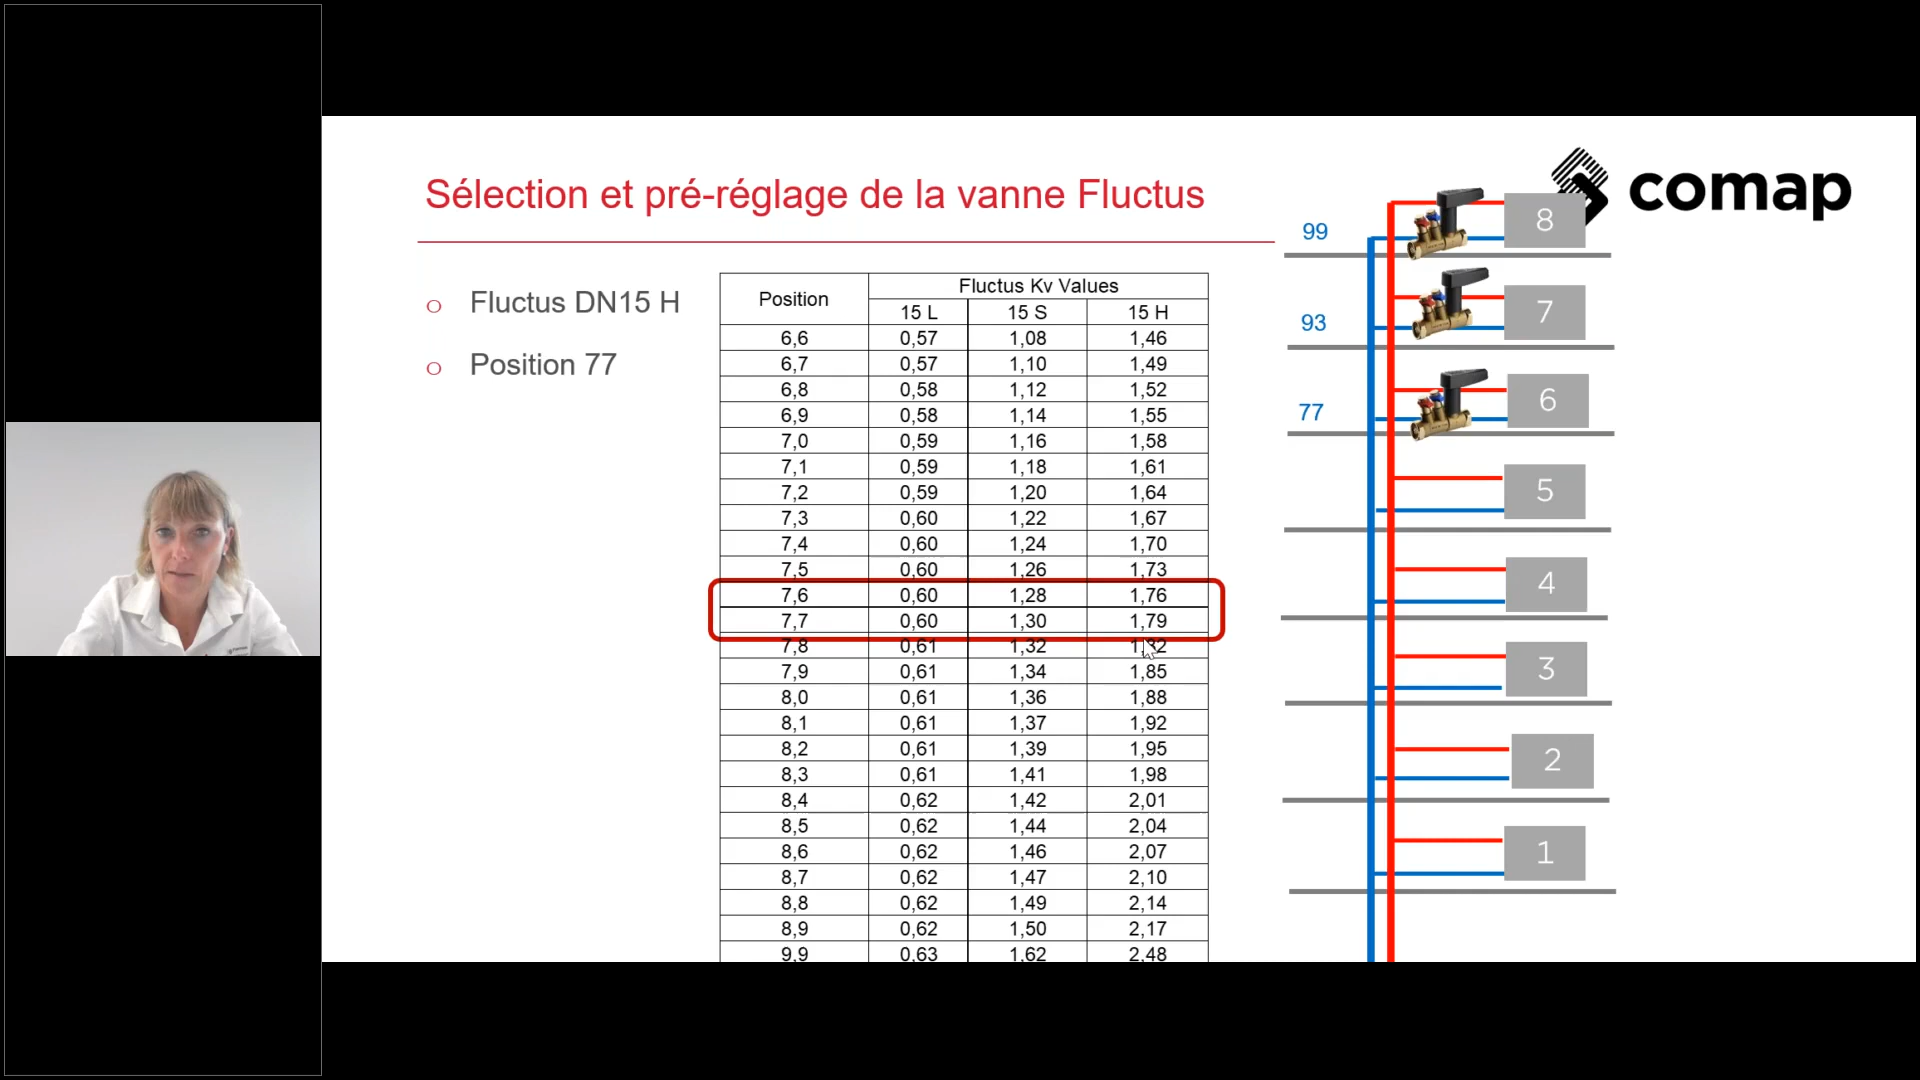 Sélection et pré-réglage de la vanne Fluctus
comap
Fluctus DN15 H
Position 77
Position Fluctus Kv Values
15 L 15 S 15 H
6,6 0,57 1,08 1,46
6,7 0,57 1,10 1,49
6,8 0,58 1,12 1,52
6,9 0,58 1,14 1,55
7,0 0,59 1,16 1,58
7,1 0,59 1,18 1,61
7,2 0,59 1,20 1,64
7,3 0,60 1,22 1,67
7,4 0,60 1,24 1,70
7,5 0,60 1,26 1,73
7,6 0,60 1,28 1,76
7,7 0,60 1,30 1,79
7,8 0,61 1,32 1,82
7,9 0,61 1,34 1,85
8,0 0,61 1,36 1,88
8,1 0,61 1,37 1,92
8,2 0,61 1,39 1,95
8,3 0,61 1,41 1,98
8,4 0,62 1,42 2,01
8,5 0,62 1,44 2,04
8,6 0,62 1,46 2,07
8,7 0,62 1,47 2,10
8,8 0,62 1,49 2,14
8,9 0,62 1,50 2,17
9,9 0,63 1,62 2,48
99 8
93 7
77 6
5
4
3
2
1